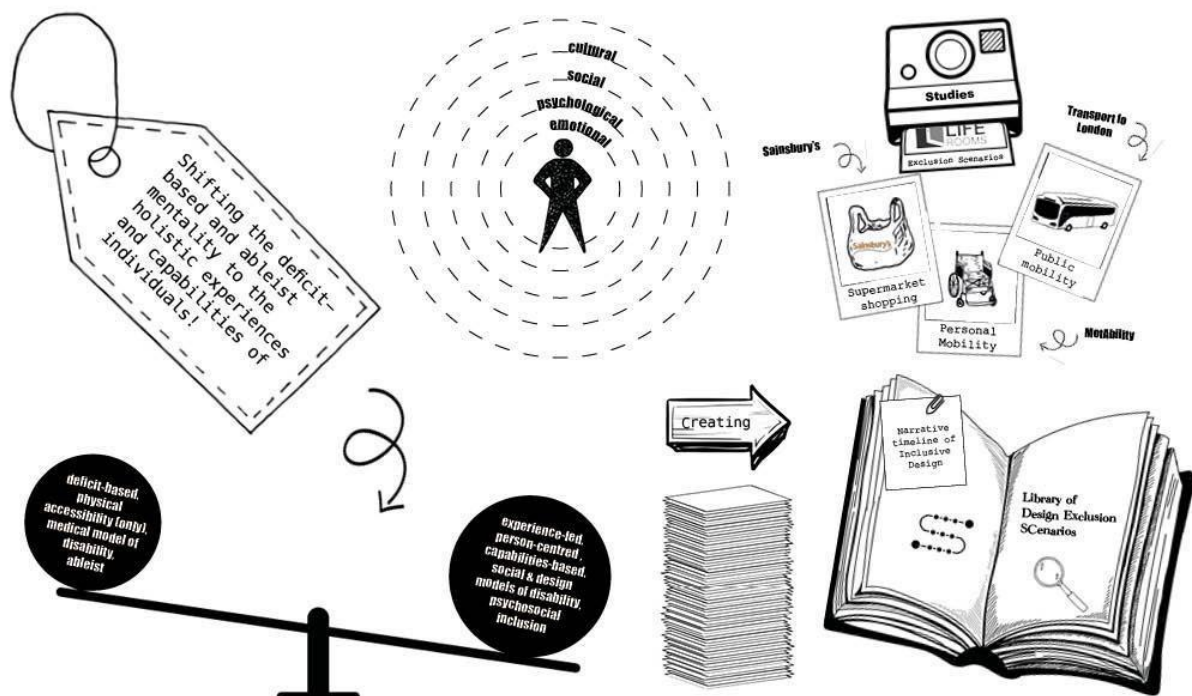 Shifting the deficit-
based and ableist
mentality to the
holistic experiences
and capabilities of
individuals!
cultural
social
psychological
emotional
Studies
LIFE
ROOMS
Exclusion Scenarios
Sainsbury's
Transport fo
London
Sainsbury's
Supermarket
shopping
Personal
Mobility
Public
mobility
MetAbility
deficit-based,
physical
accessibility (only),
medical model of
disability,
ableist
experience-led,
person-centred ,
capabilities-based,
social & design
models of disability,
psychosocial
inclusion
Creating
Narrative
timeline of
Inclusive
Design
Library of
Design Exclusion
SCenarios